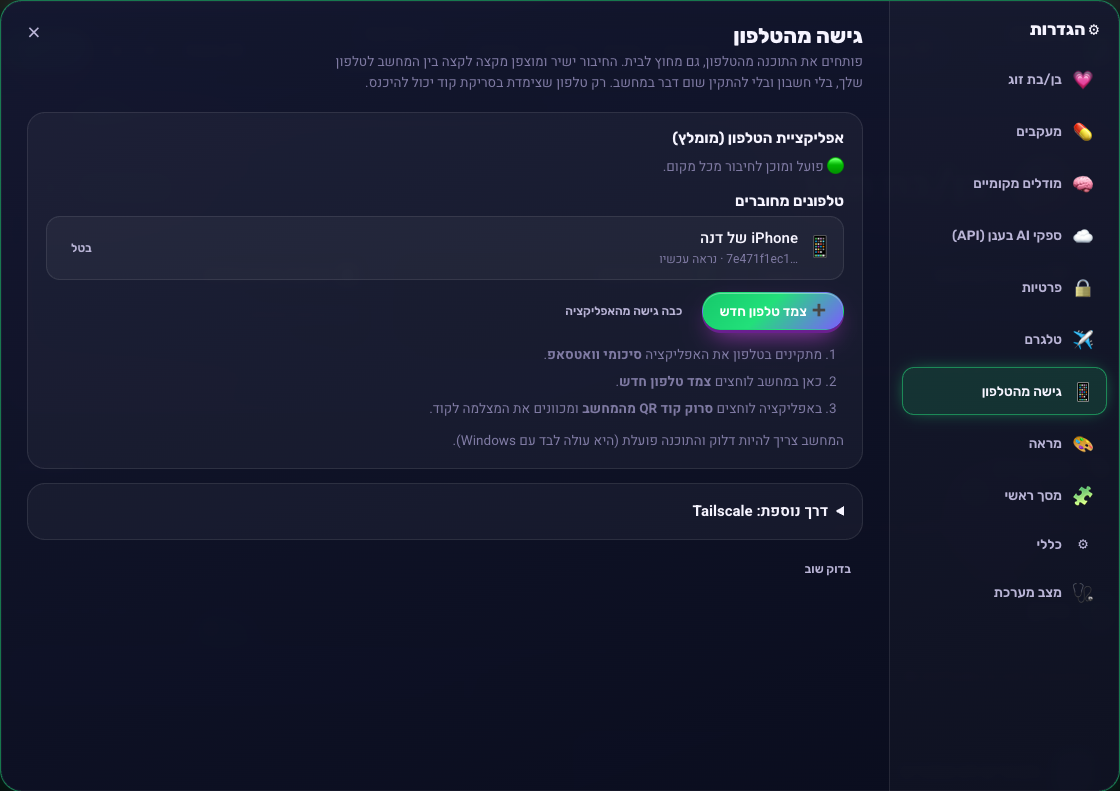 הגדרות
בן/בת זוג
מעקבים
מודלים מקומיים
ספקי AI בענן (API)
פרטיות
טלגרם
גישה מהטלפון
מראה
מסך ראשי
כללי
מצב מערכת
גישה מהטלפון
פותחים את התוכנה מהטלפון, גם מחוץ לבית. החיבור ישיר ומוצפן מקצה לקצה בין המחשב לטלפון
שלך, בלי חשבון ובלי להתקין שום דבר במחשב. רק טלפון שצימדת בסריקת קוד יכול להיכנס.
אפליקציית הטלפון (מומלץ)
פועל ומוכן לחיבור מכל מקום.
טלפונים מחוברים
iPhone של דנה
7e471f1ec1… · נראה עכשיו
בטל
צמד טלפון חדש
כבה גישה מהאפליקציה
1. מתקינים בטלפון את האפליקציה סיכומי וואטסאפ.
2. כאן במחשב לוחצים צמד טלפון חדש.
3. באפליקציה לוחצים סרוק קוד QR מהמחשב ומכוונים את המצלמה לקוד.
המחשב צריך להיות דלוק והתוכנה פועלת (היא עולה לבד עם Windows).
דרך נוספת: Tailscale
בדוק שוב